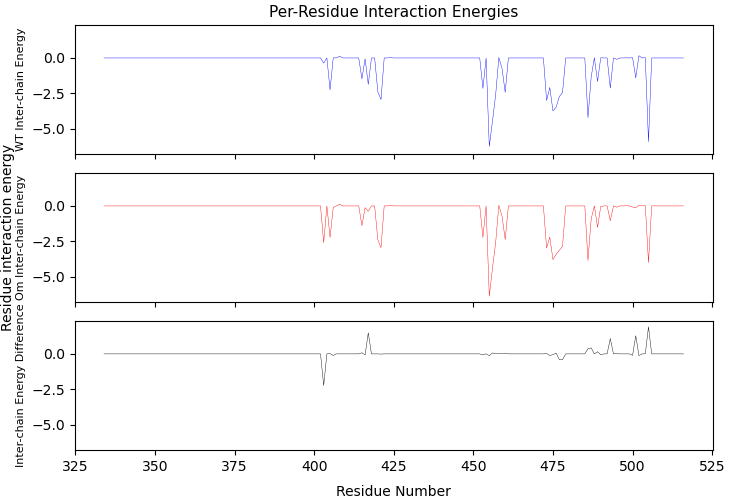 Per-Residue Interaction Energies
WT Inter-chain Energy
0.0
−2.5
−5.0
Residue interaction energy
Om Inter-chain Energy
0.0
−2.5
−5.0
Inter-chain Energy Difference
0.0
−2.5
−5.0
325 350 375 400 425 450 475 500 525
Residue Number